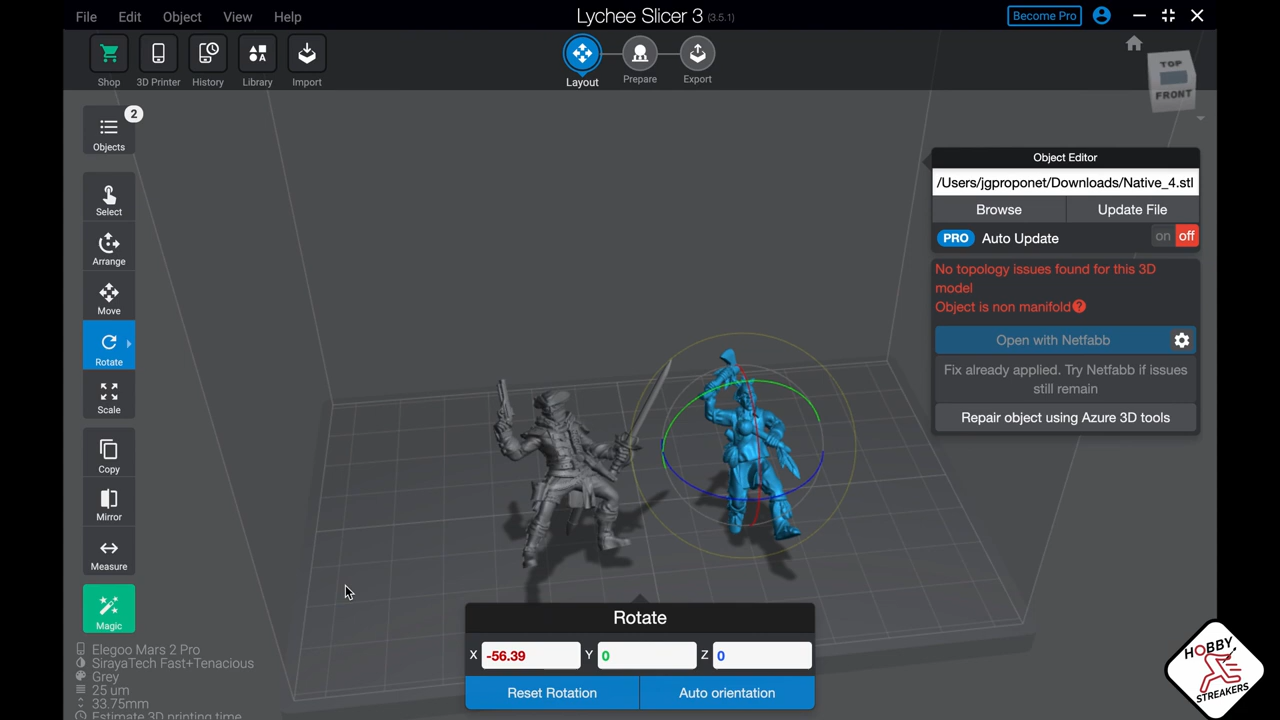 File Edit Object View Help
Lychee Slicer 3 (3.5.1)
Become Pro
Shop
3D Printer
History
Library
Import
Layout
Prepare
Export
TOP
FRONT
2
Objects
Select
Arrange
Move
Rotate
Scale
Copy
Mirror
Measure
Magic
Object Editor
/Users/jgproponet/Downloads/Native_4.stl
Browse
Update File
PRO Auto Update on off
No topology issues found for this 3D
model
Object is non manifold?
Open with Netfabb
Fix already applied. Try Netfabb if issues
still remain
Repair object using Azure 3D tools
Elegoo Mars 2 Pro
SirayaTech Fast+Tenacious
Grey
25 um
33.75mm
Estimate 3D printing time
Rotate
X -56.39 Y 0 Z 0
Reset Rotation
Auto orientation
HOBBY
STREAKERS